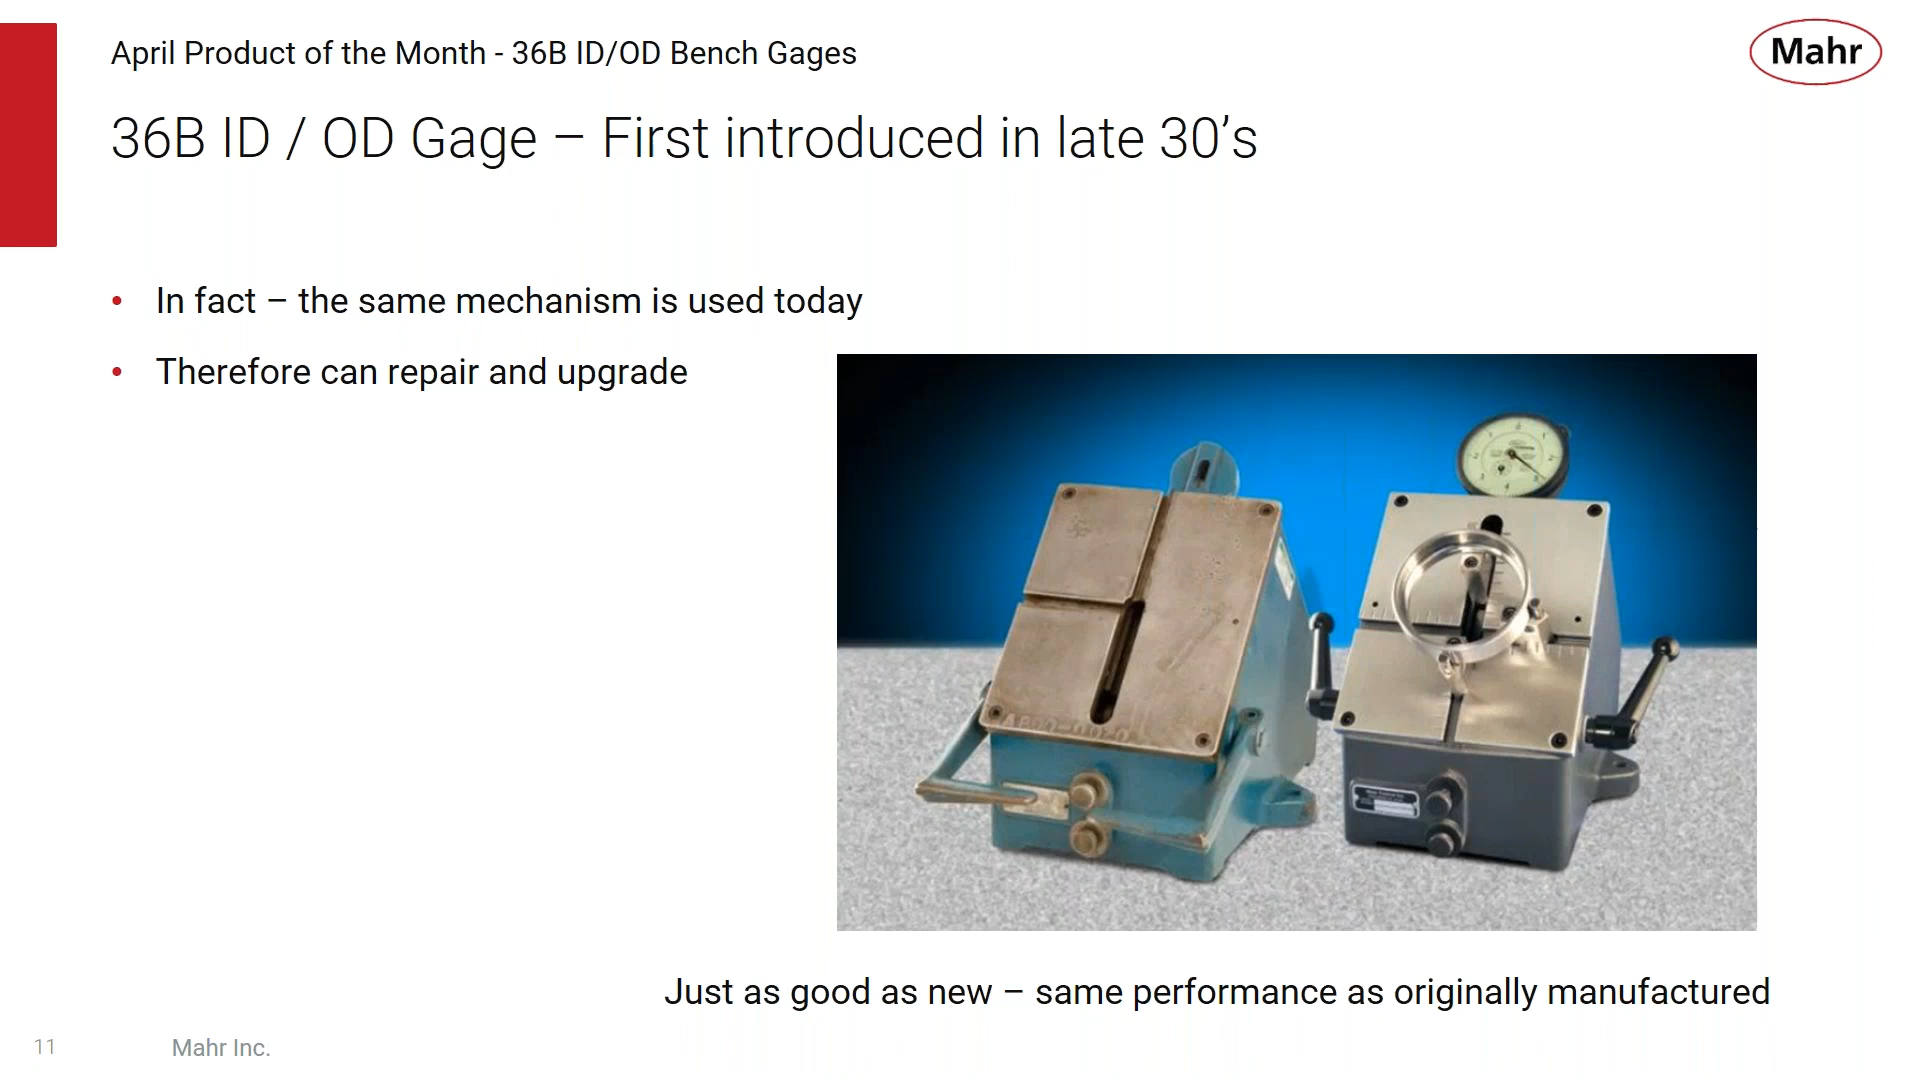 April Product of the Month - 36B ID/OD Bench Gages
Mahr
36B ID / OD Gage – First introduced in late 30’s
• In fact – the same mechanism is used today
• Therefore can repair and upgrade
Just as good as new – same performance as originally manufactured
11
Mahr Inc.